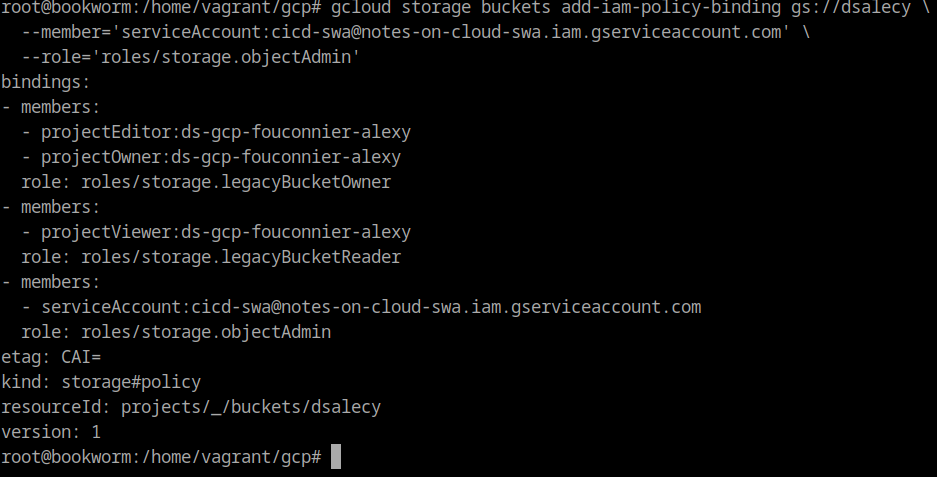 root@bookworm:/home/vagrant/gcp# gcloud storage buckets add-iam-policy-binding gs://dsalecy \
  --member='serviceAccount:cicd-swa@notes-on-cloud-swa.iam.gserviceaccount.com' \
  --role='roles/storage.objectAdmin'
bindings:
- members:
  - projectEditor:ds-gcp-fouconnier-alexy
  - projectOwner:ds-gcp-fouconnier-alexy
  role: roles/storage.legacyBucketOwner
- members:
  - projectViewer:ds-gcp-fouconnier-alexy
  role: roles/storage.legacyBucketReader
- members:
  - serviceAccount:cicd-swa@notes-on-cloud-swa.iam.gserviceaccount.com
  role: roles/storage.objectAdmin
etag: CAI=
kind: storage#policy
resourceId: projects/_/buckets/dsalecy
version: 1
root@bookworm:/home/vagrant/gcp#